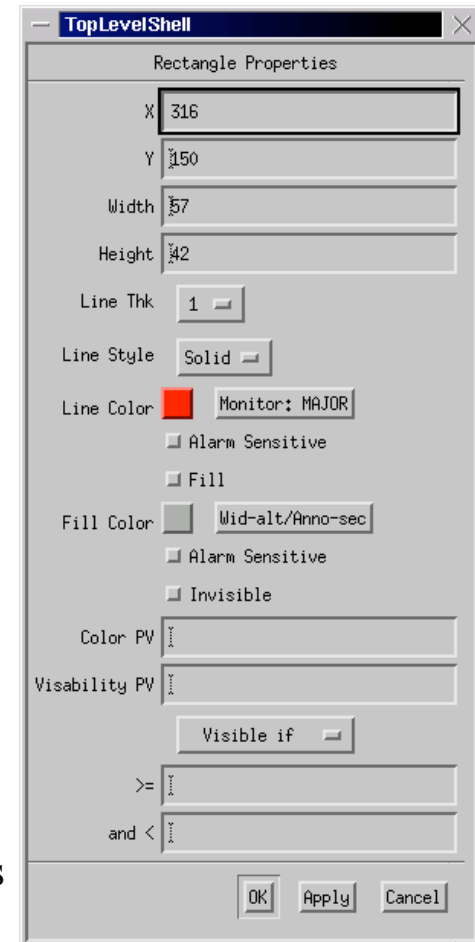 TopLevelShell
Rectangle Properties
X 316
Y 150
Width 57
Height 42
Line Thk 1
Line Style Solid
Line Color Monitor: MAJOR
Alarm Sensitive
Fill
Fill Color Wid-alt/Anno-sec
Alarm Sensitive
Invisible
Color PV
Visability PV
Visible if
>=
and <
s
OK Apply Cancel